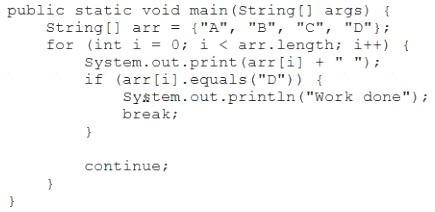 public static void main(String[] args) {
    String[] arr = {"A", "B", "C", "D"};
    for (int i = 0; i < arr.length; i++) {
        System.out.print(arr[i] + " ");
        if (arr[i].equals("D")) {
            System.out.println("Work done");
            break;
        }

        continue;
    }
}